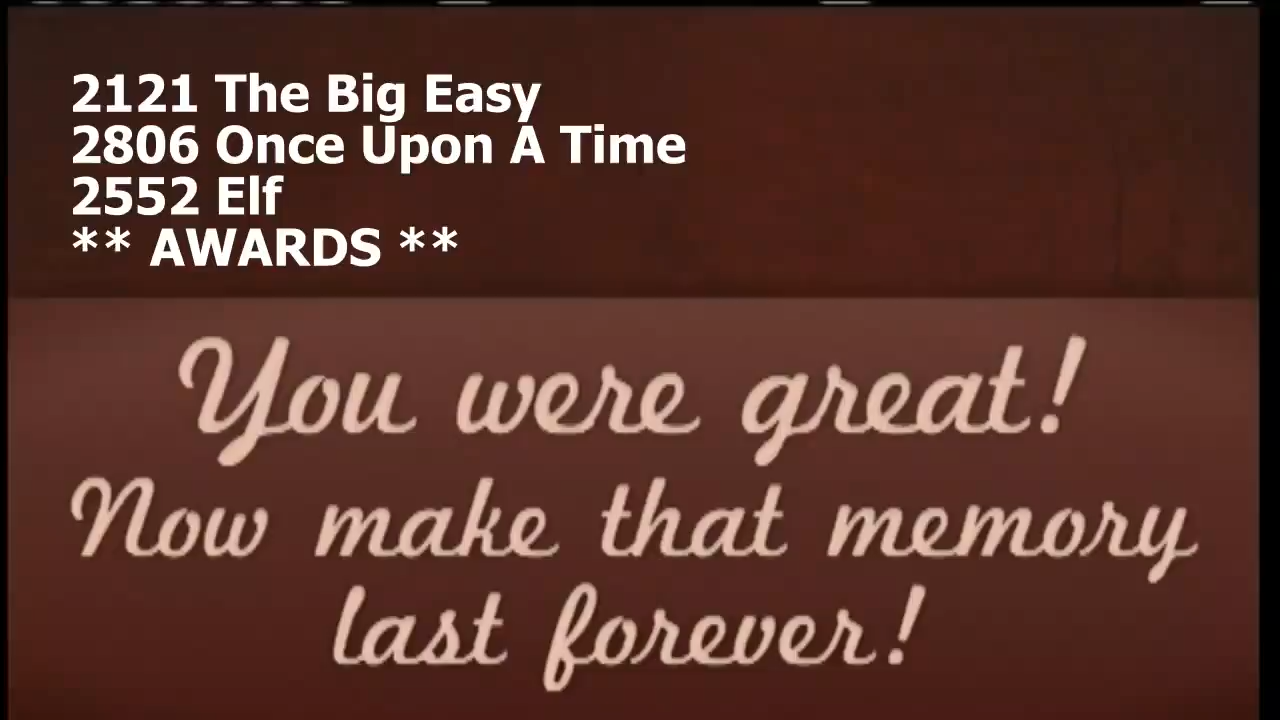 2121 The Big Easy
2806 Once Upon A Time
2552 Elf
** AWARDS **
You were great!
Now make that memory
last forever!